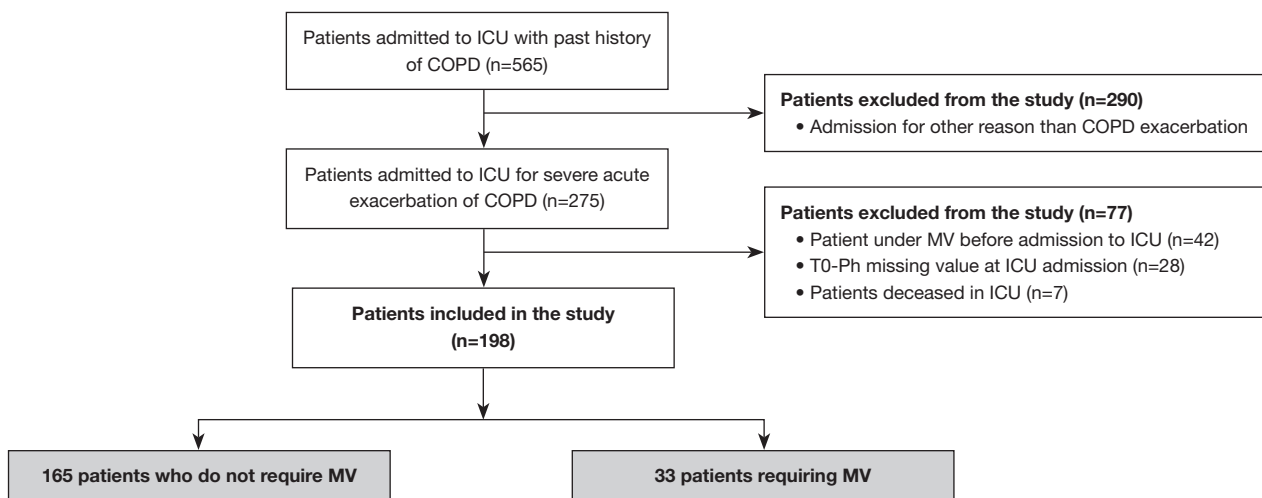 Patients admitted to ICU with past history
of COPD (n=565)
Patients excluded from the study (n=290)
• Admission for other reason than COPD exacerbation
Patients admitted to ICU for severe acute
exacerbation of COPD (n=275)
Patients excluded from the study (n=77)
• Patient under MV before admission to ICU (n=42)
• T0-Ph missing value at ICU admission (n=28)
• Patients deceased in ICU (n=7)
Patients included in the study
(n=198)
165 patients who do not require MV
33 patients requiring MV